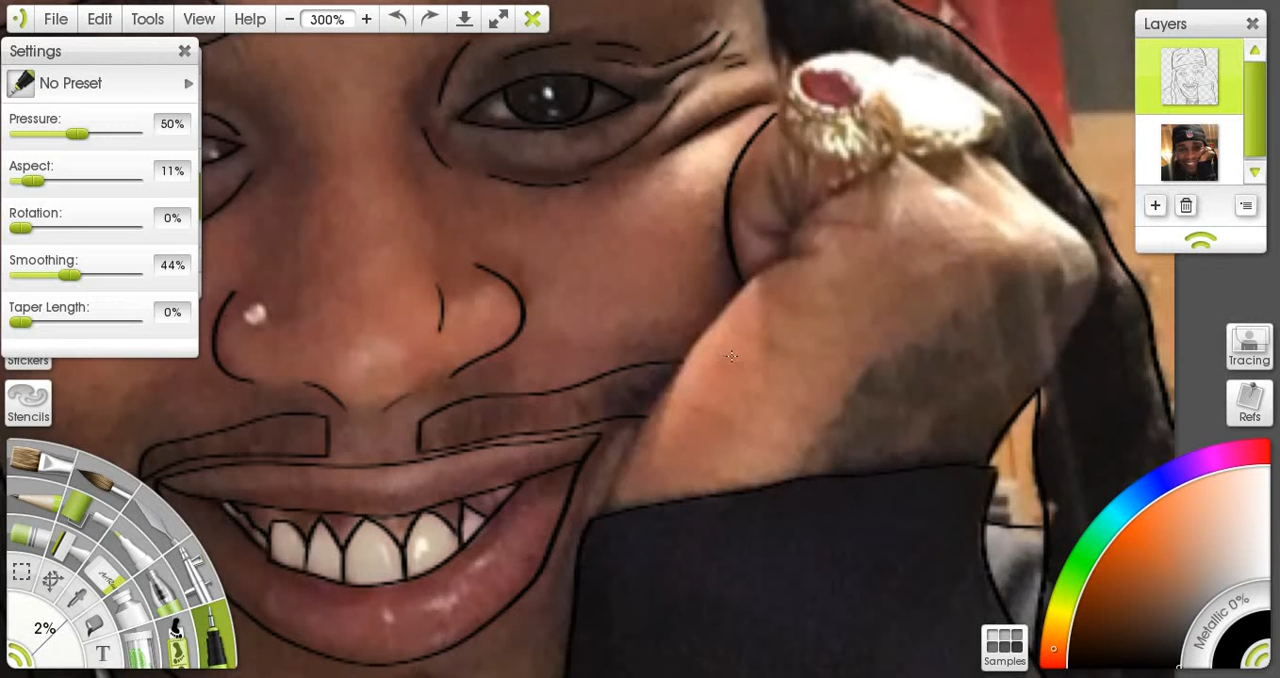 File Edit Tools View Help 300%
Settings
No Preset
Pressure: 50%
Aspect: 11%
Rotation: 0%
Smoothing: 44%
Taper Length: 0%
Stickers
Stencils
2%
T
Layers
Tracing
Refs
Metallic 0%
Samples